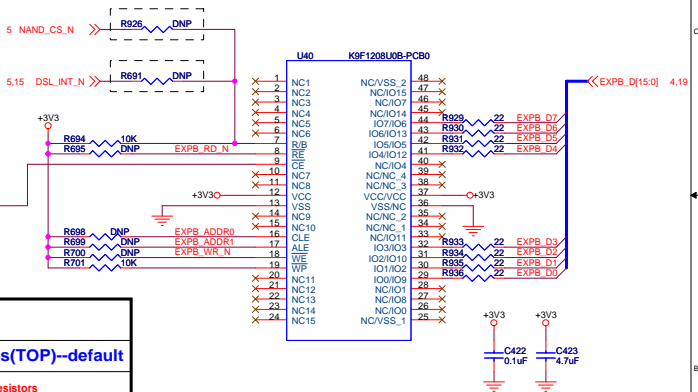 R926 DNP
5 NAND_CS_N
5,15 DSL_INT_N
R691 DNP
+3V3
R694 10K
R695 DNP EXPB_RD_N
+3V3
R698 DNP EXPB_ADDR0
R699 DNP EXPB_ADDR1
R700 DNP EXPB_WR_N
R701 10K
U40 K9F1208U0B-PCB0
1 NC1 NC/VSS_2 48
2 NC2 NC/IO15 47
3 NC3 NC/IO7 46
4 NC4 NC/IO14 45
5 NC5 IO7/IO6 44
6 NC6 IO6/IO13 43
7 R/B IO5/IO5 42
8 RE IO4/IO12 41
9 CE NC/IO4 40
10 NC7 NC/NC_4 39
11 NC8 NC/NC_3 38
12 VCC VCC/VCC 37
13 VSS VSS/NC 36
14 NC9 NC/NC_2 35
15 NC10 NC/NC_1 34
16 CLE NC/IO11 33
17 ALE IO3/IO3 32
18 WE IO2/IO10 31
19 WP IO1/IO2 30
20 NC11 IO0/IO9 29
21 NC12 NC/IO1 28
22 NC13 NC/IO8 27
23 NC14 NC/IO0 26
24 NC15 NC/VSS_1 25
R929 22 EXPB_D7
R930 22 EXPB_D6
R931 22 EXPB_D5
R932 22 EXPB_D4
+3V3
R933 22 EXPB_D3
R934 22 EXPB_D2
R935 22 EXPB_D1
R936 22 EXPB_D0
EXPB_D[15:0] 4,19
+3V3
C422
0.1uF
+3V3
C423
4.7uF
s(TOP)--default
esistors
C
B